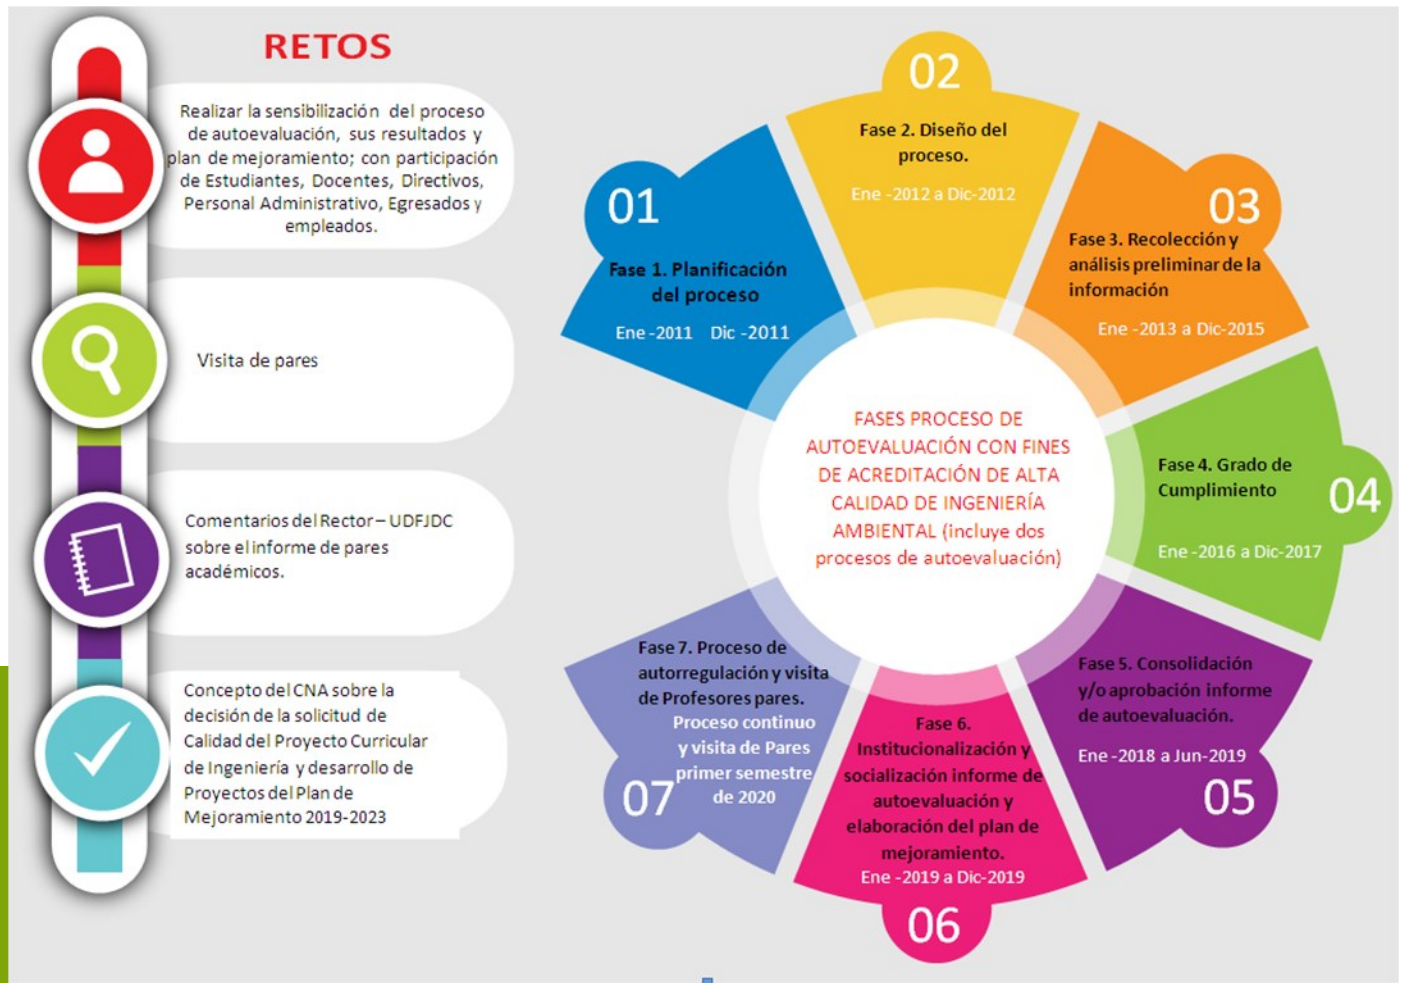 RETOS
Realizar la sensibilización del proceso
de autoevaluación, sus resultados y
plan de mejoramiento; con participación
de Estudiantes, Docentes, Directivos,
Personal Administrativo, Egresados y
empleados.
Visita de pares
Comentarios del Rector – UDFJDC
sobre el informe de pares
académicos.
Concepto del CNA sobre la
decisión de la solicitud de
Calidad del Proyecto Curricular
de Ingeniería y desarrollo de
Proyectos del Plan de
Mejoramiento 2019-2023
FASES PROCESO DE
AUTOEVALUACIÓN CON FINES
DE ACREDITACIÓN DE ALTA
CALIDAD DE INGENIERÍA
AMBIENTAL (incluye dos
procesos de autoevaluación)
01
Fase 1. Planificación
del proceso
Ene -2011 Dic -2011
02
Fase 2. Diseño del
proceso.
Ene -2012 a Dic-2012
03
Fase 3. Recolección y
análisis preliminar de la
información
Ene -2013 a Dic-2015
04
Fase 4. Grado de
Cumplimiento
Ene -2016 a Dic-2017
Fase 5. Consolidación
y/o aprobación informe
de autoevaluación.
Ene -2018 a Jun-2019
05
Fase 6.
Institucionalización y
socialización informe de
autoevaluación y
elaboración del plan de
mejoramiento.
Ene -2019 a Dic-2019
06
Fase 7. Proceso de
autorregulación y visita
de Profesores pares.
Proceso continuo
y visita de Pares
primer semestre
de 2020
07